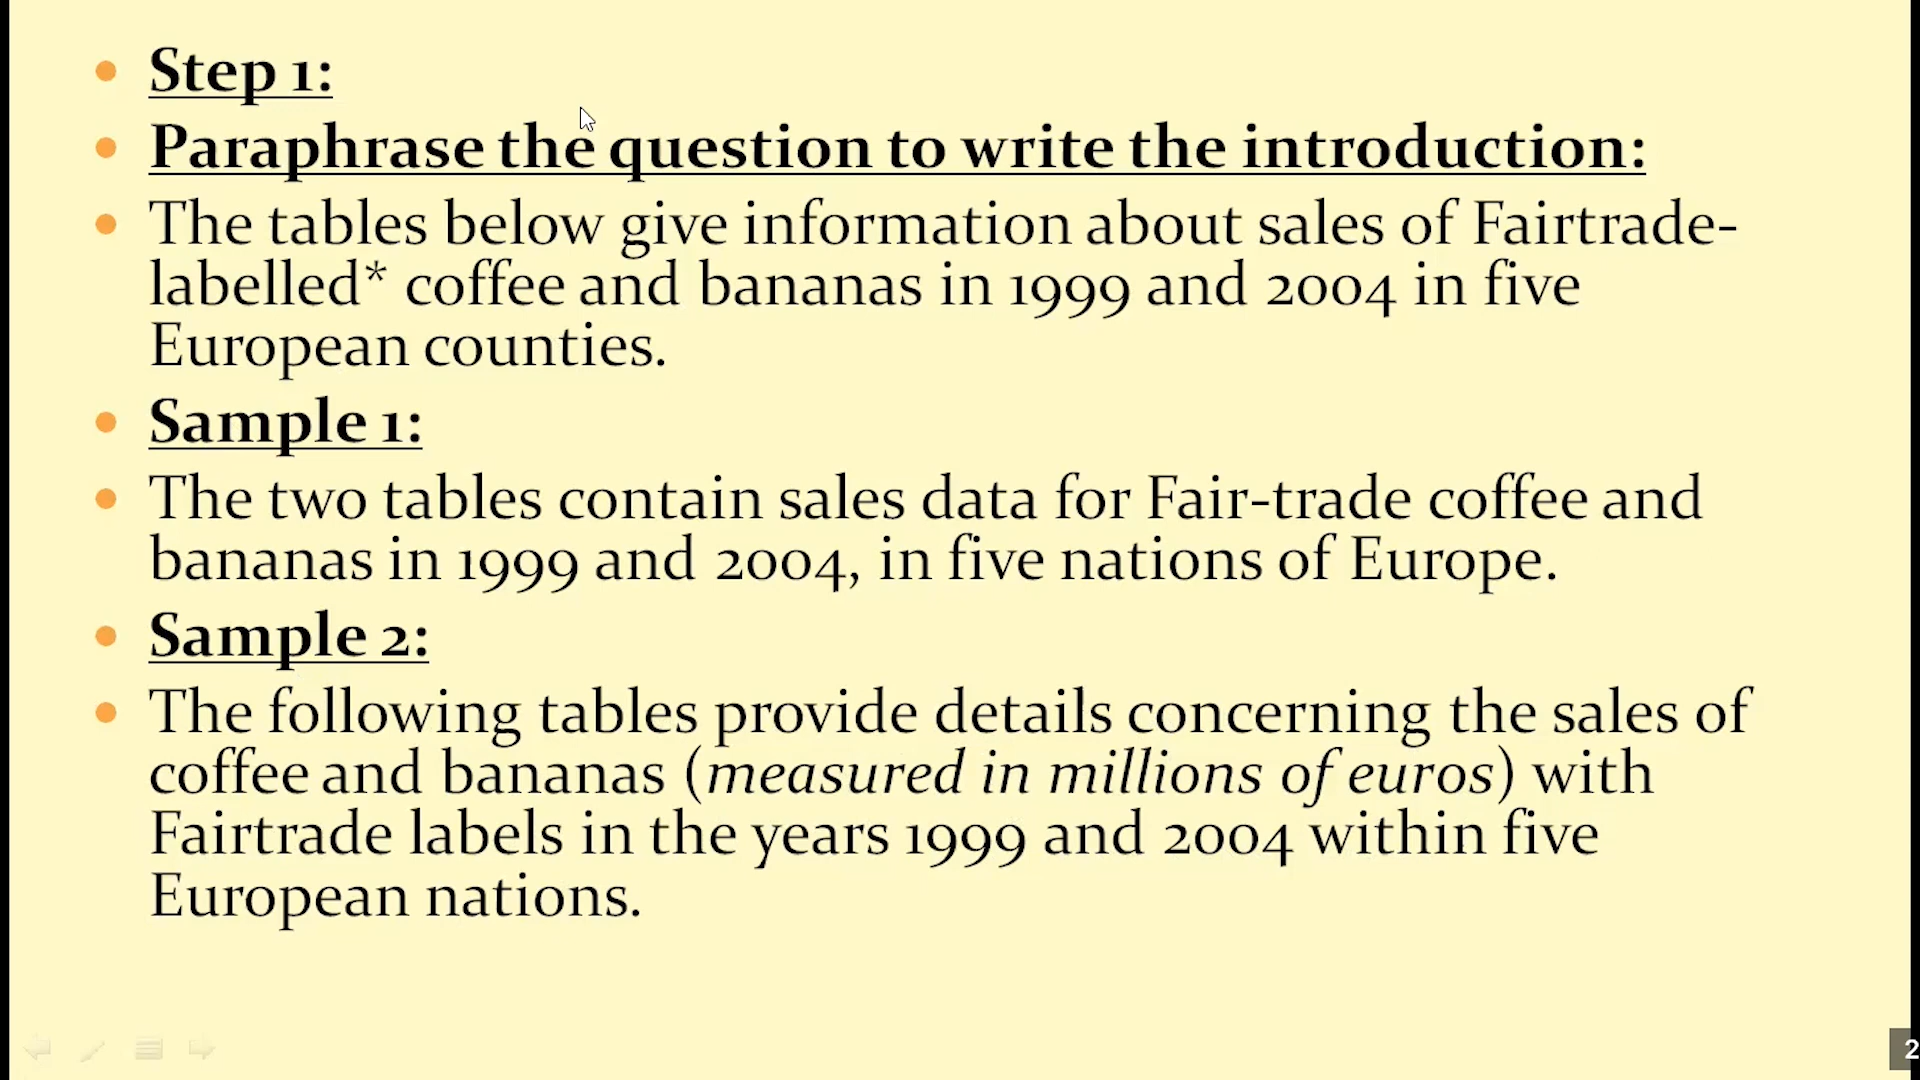 Step 1:
Paraphrase the question to write the introduction:
The tables below give information about sales of Fairtrade-
labelled* coffee and bananas in 1999 and 2004 in five
European counties.
Sample 1:
The two tables contain sales data for Fair-trade coffee and
bananas in 1999 and 2004, in five nations of Europe.
Sample 2:
The following tables provide details concerning the sales of
coffee and bananas (measured in millions of euros) with
Fairtrade labels in the years 1999 and 2004 within five
European nations.
2